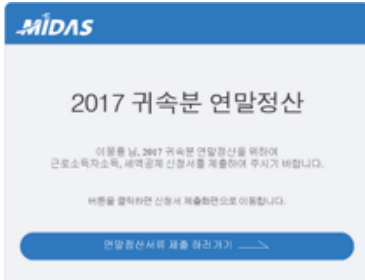 MIDAS
2017 귀속분 연말정산
이몽룡 님, 2017 귀속분 연말정산을 위하여
근로소득자소득, 세액공제 신청서를 제출하여 주시기 바랍니다.
버튼을 클릭하면 신청서 제출화면으로 이동합니다.
연말정산서류 제출 하러가기